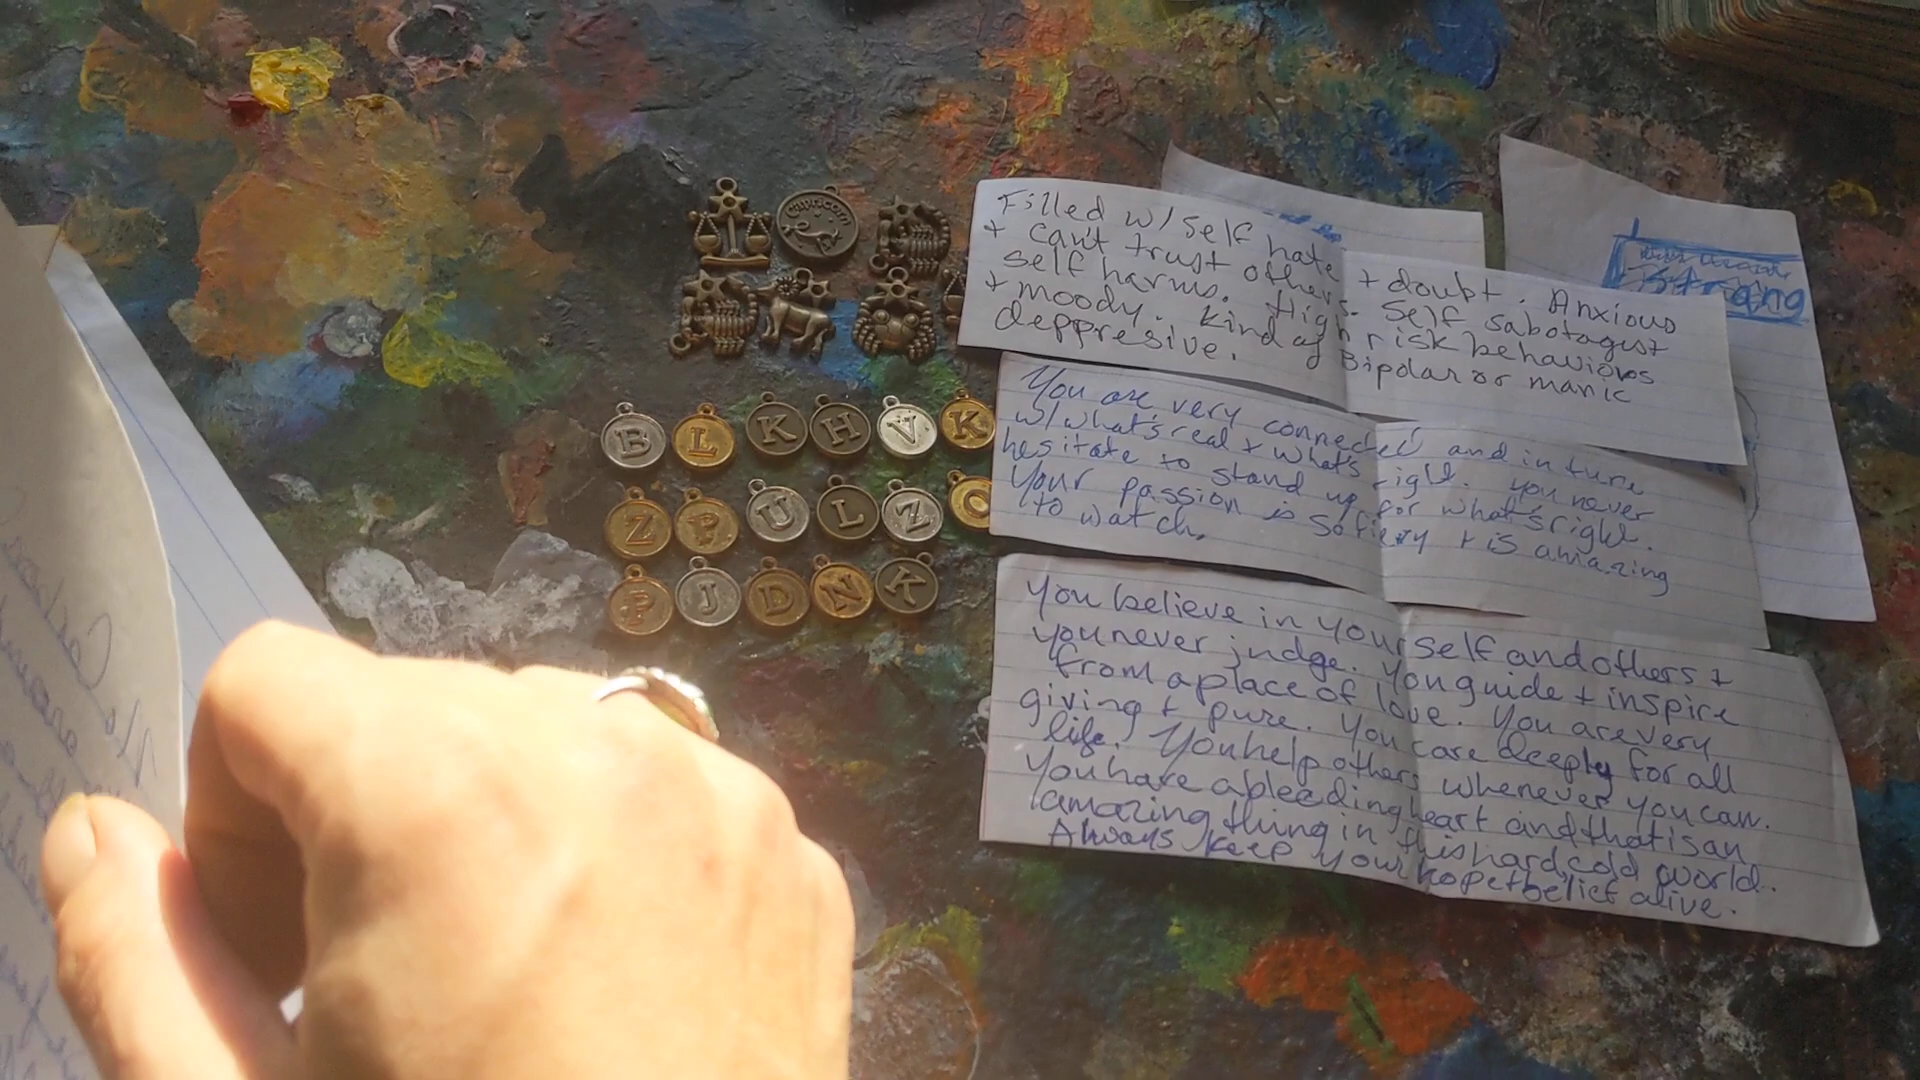 Capricorn
B L K H V K
Z P U L Z
P J D N K
Filled w/ self hate + doubt. Anxious
+ can't trust others. Self sabotagist
self harms. High risk behaviors
+ moody. Kind of Bipolar or manic
deppresive.
Strong
You are very connected and in tune
w/ what's real + what's right. you never
hesitate to stand up for what's right.
Your passion is so fiery + is amazing
to watch.
You believe in yourself and others +
you never judge. You guide + inspire
from a place of love. You are very
giving + pure. You care deeply for all
life. You help others whenever you can.
You have a bleeding heart and that is an
amazing thing in this hard, cold world.
Always keep your hope + belief alive.